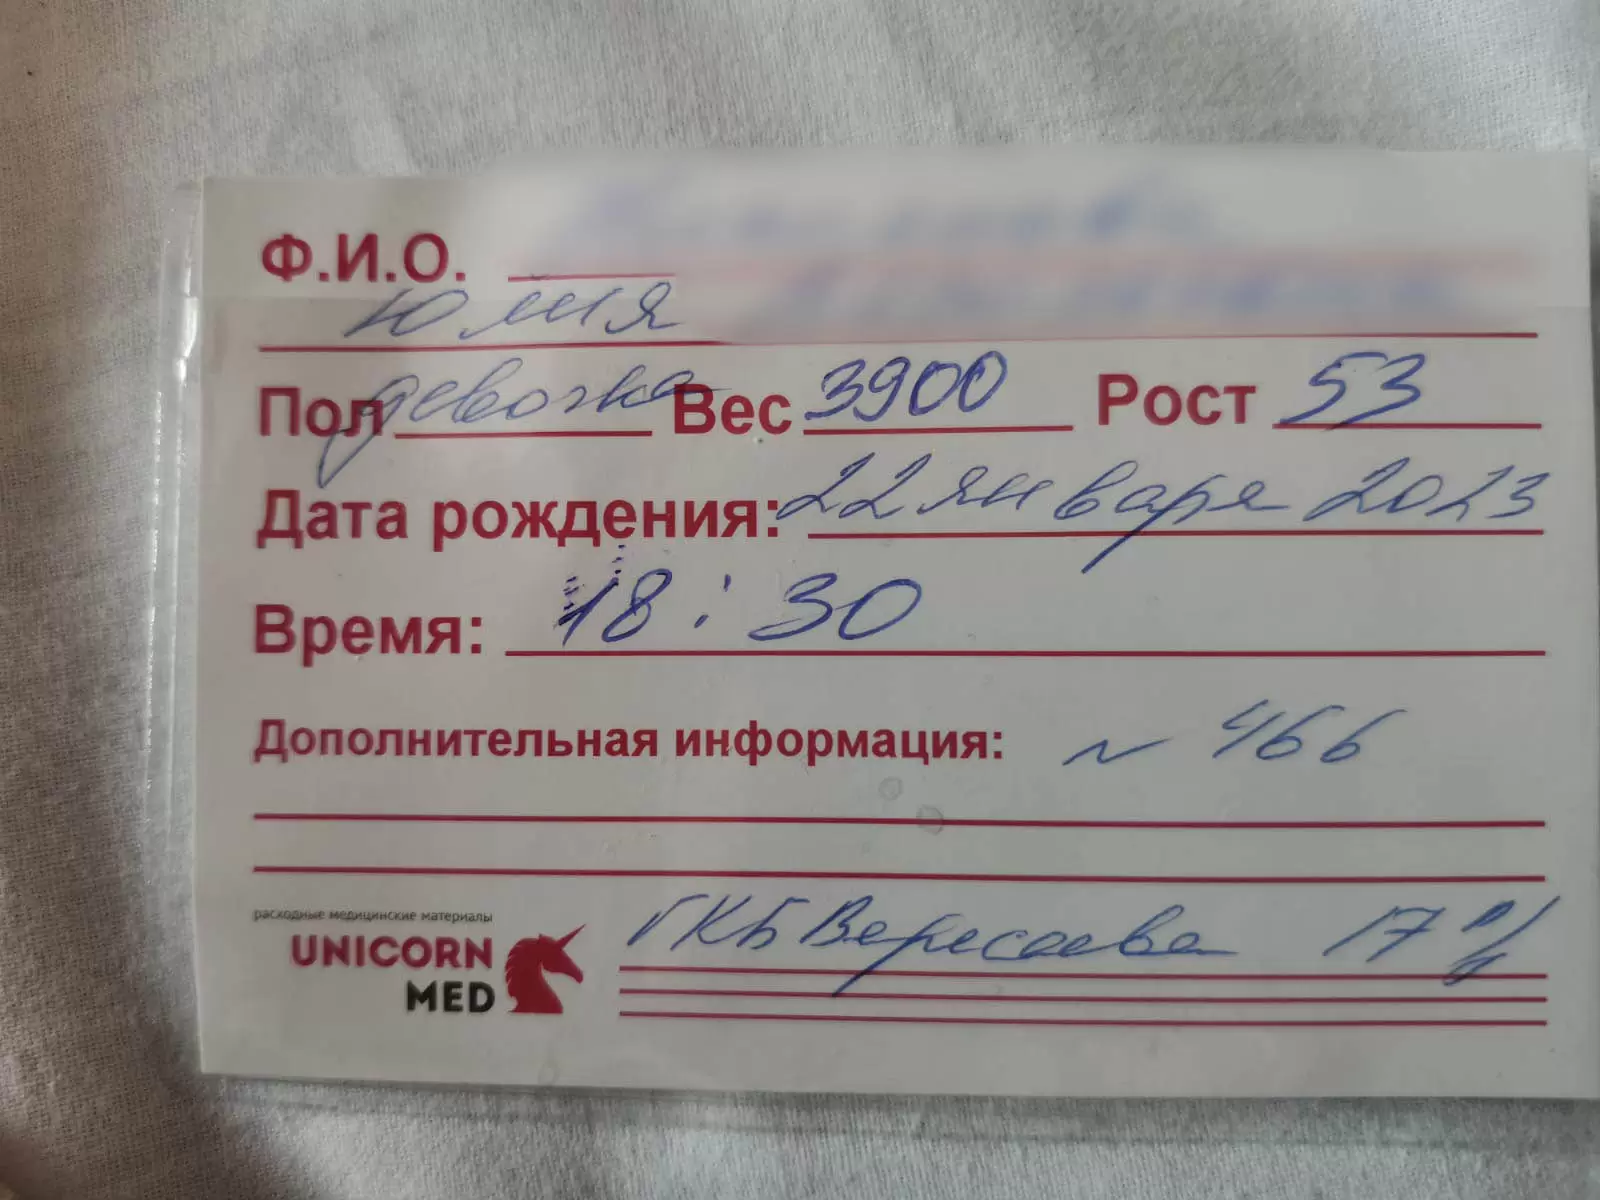 Ф.И.О.
Юлия
Пол девочка Вес 3900 Рост 53
Дата рождения: 22 января 2023
Время: 18:30
Дополнительная информация: N 466
расходные медицинские материалы
UNICORN
MED
ГКБ Вересаева 17